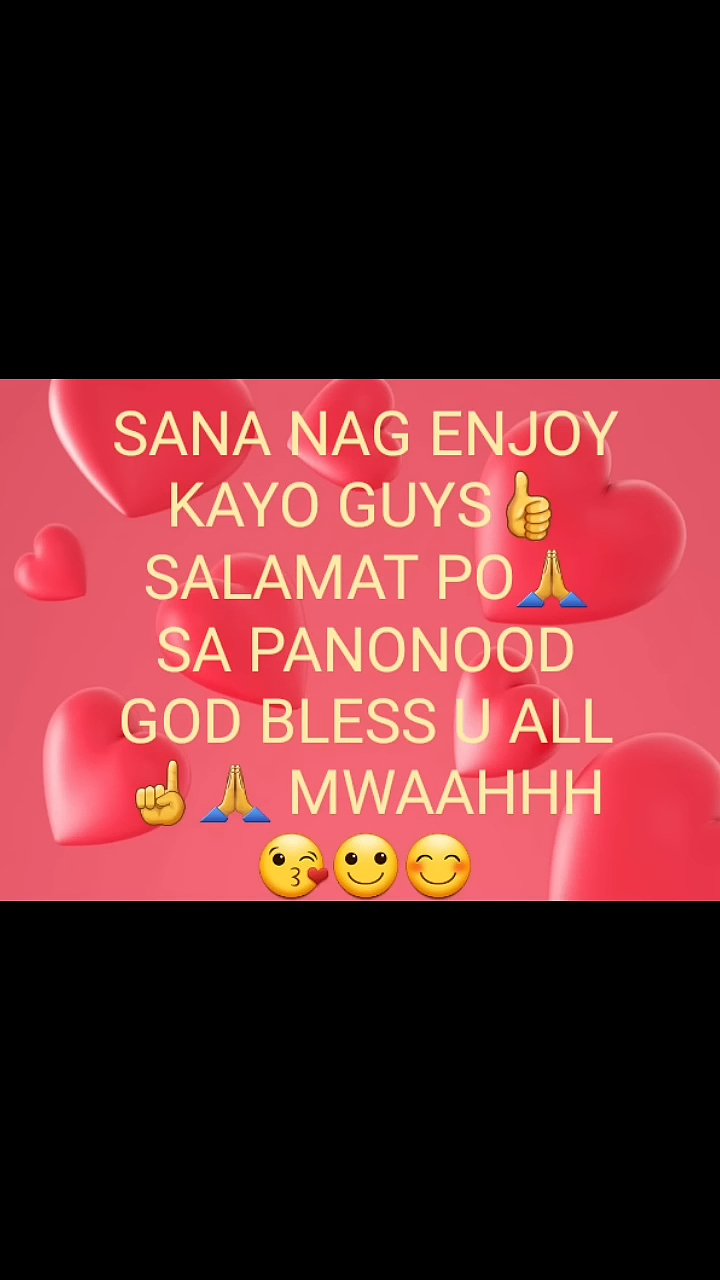 SANA NAG ENJOY
KAYO GUYS👍
SALAMAT PO🙏
SA PANONOOD
GOD BLESS U ALL
☝️🙏 MWAAHHH
😘🙂😊